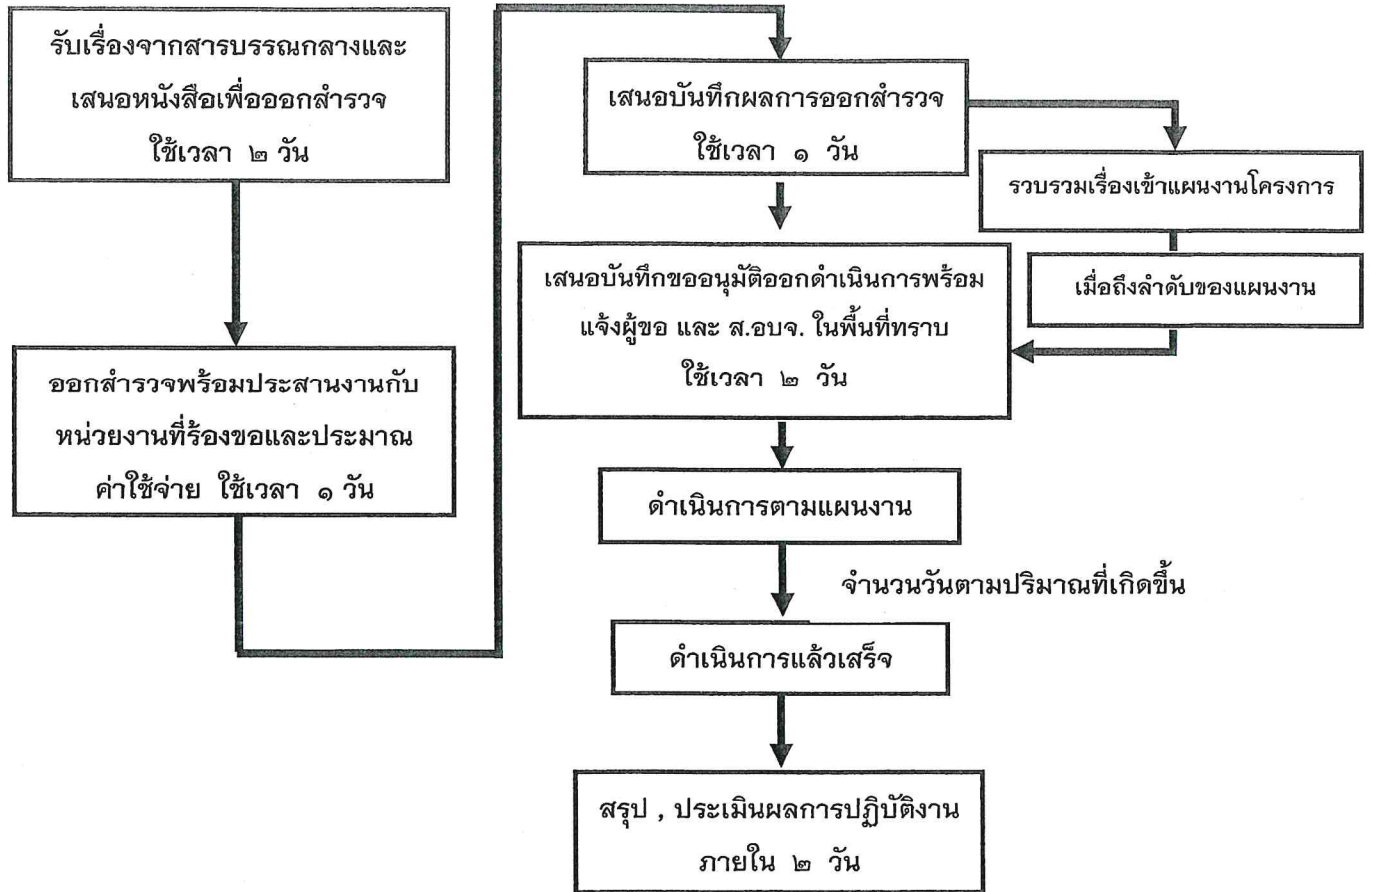 รับเรื่องจากสารบรรณกลางและ
เสนอหนังสือเพื่อออกสำรวจ
ใช้เวลา ๒ วัน
ออกสำรวจพร้อมประสานงานกับ
หน่วยงานที่ร้องขอและประมาณ
ค่าใช้จ่าย ใช้เวลา ๑ วัน
เสนอบันทึกผลการออกสำรวจ
ใช้เวลา ๑ วัน
รวบรวมเรื่องเข้าแผนงานโครงการ
เมื่อถึงลำดับของแผนงาน
เสนอบันทึกขออนุมัติออกดำเนินการพร้อม
แจ้งผู้ขอ และ ส.อบจ. ในพื้นที่ทราบ
ใช้เวลา ๒ วัน
ดำเนินการตามแผนงาน
จำนวนวันตามปริมาณที่เกิดขึ้น
ดำเนินการแล้วเสร็จ
สรุป , ประเมินผลการปฏิบัติงาน
ภายใน ๒ วัน